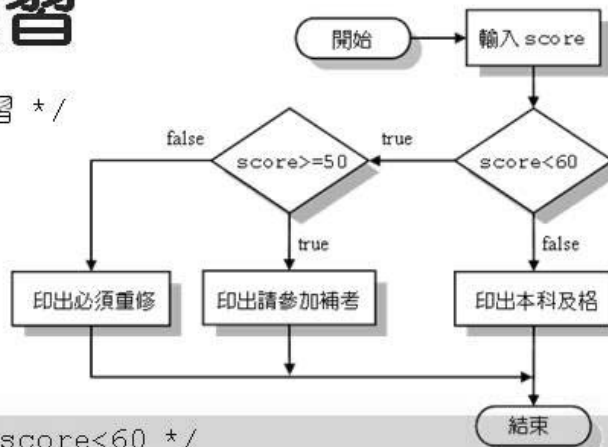 習
習 */
開始
輸入 score
score<60
true
false
score>=50
false
true
印出必須重修
印出請參加補考
印出本科及格
結束
score<60 */